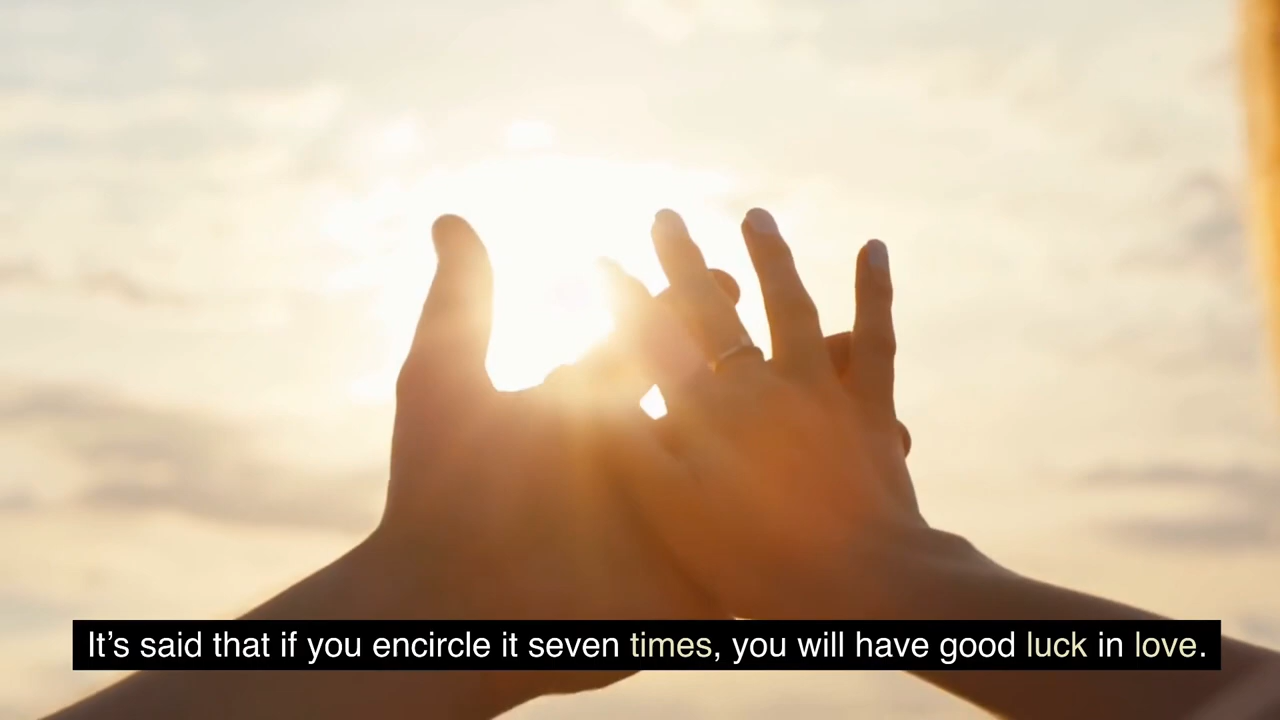 It’s said that if you encircle it seven times, you will have good luck in love.